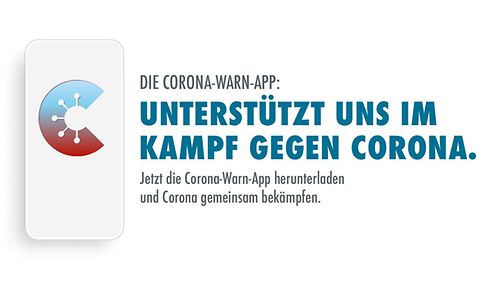 DIE CORONA-WARN-APP:
UNTERSTÜTZT UNS IM
KAMPF GEGEN CORONA.
Jetzt die Corona-Warn-App herunterladen
und Corona gemeinsam bekämpfen.